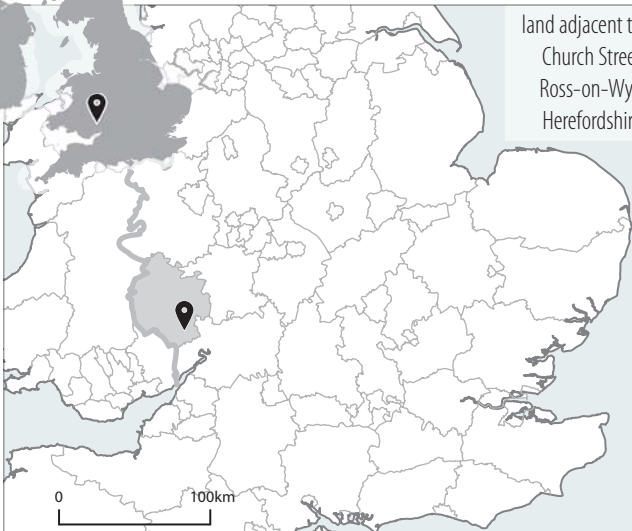 land adjacent t
Church Stree
Ross-on-Wy
Herefordshir
0 100km